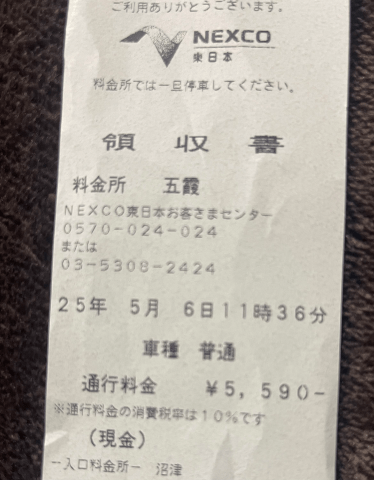 ご利用ありがとうございます。
NEXCO
東日本
料金所では一旦停車してください。
領収書
料金所 五霞
NEXCO東日本お客さまセンター
0570-024-024
または
03-5308-2424
25年 5月 6日11時36分
車種 普通
通行料金 ¥5,590-
※通行料金の消費税率は10%です
(現金)
-入口料金所- 沼津